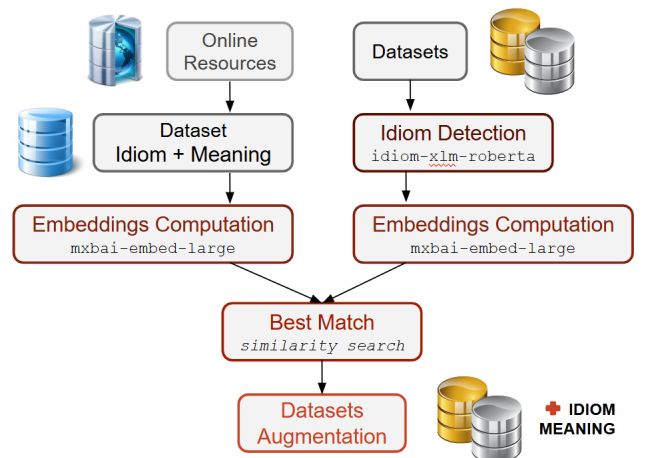 Online
Resources
Datasets
Dataset
Idiom + Meaning
Idiom Detection
idiom-xlm-roberta
Embeddings Computation
mxbai-embed-large
Embeddings Computation
mxbai-embed-large
Best Match
similarity search
Datasets
Augmentation
IDIOM
MEANING